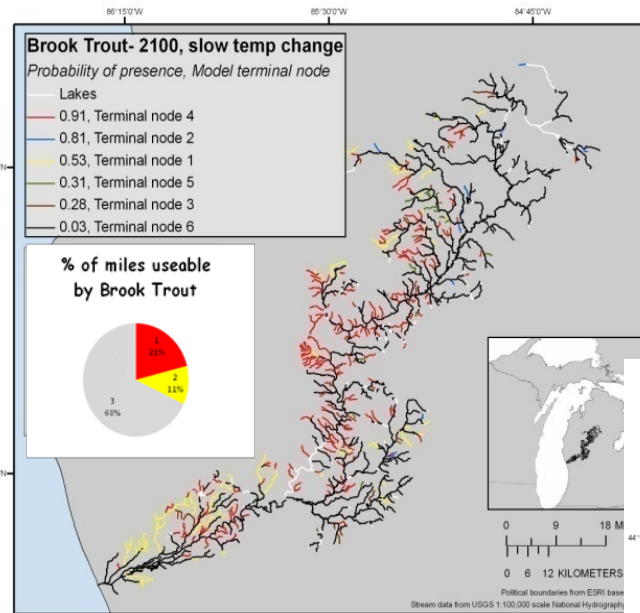 86°15'0"W 85°30'0"W 84°45'0"W
Brook Trout- 2100, slow temp change
Probability of presence, Model terminal node
Lakes
0.91, Terminal node 4
0.81, Terminal node 2
0.53, Terminal node 1
0.31, Terminal node 5
0.28, Terminal node 3
0.03, Terminal node 6
% of miles useable
by Brook Trout
1
21%
2
11%
3
68%
0 9 18 M
44°
0 6 12 KILOMETERS
Political boundaries from ESRI base
Stream data from USGS 1:100,000 scale National Hydrograph